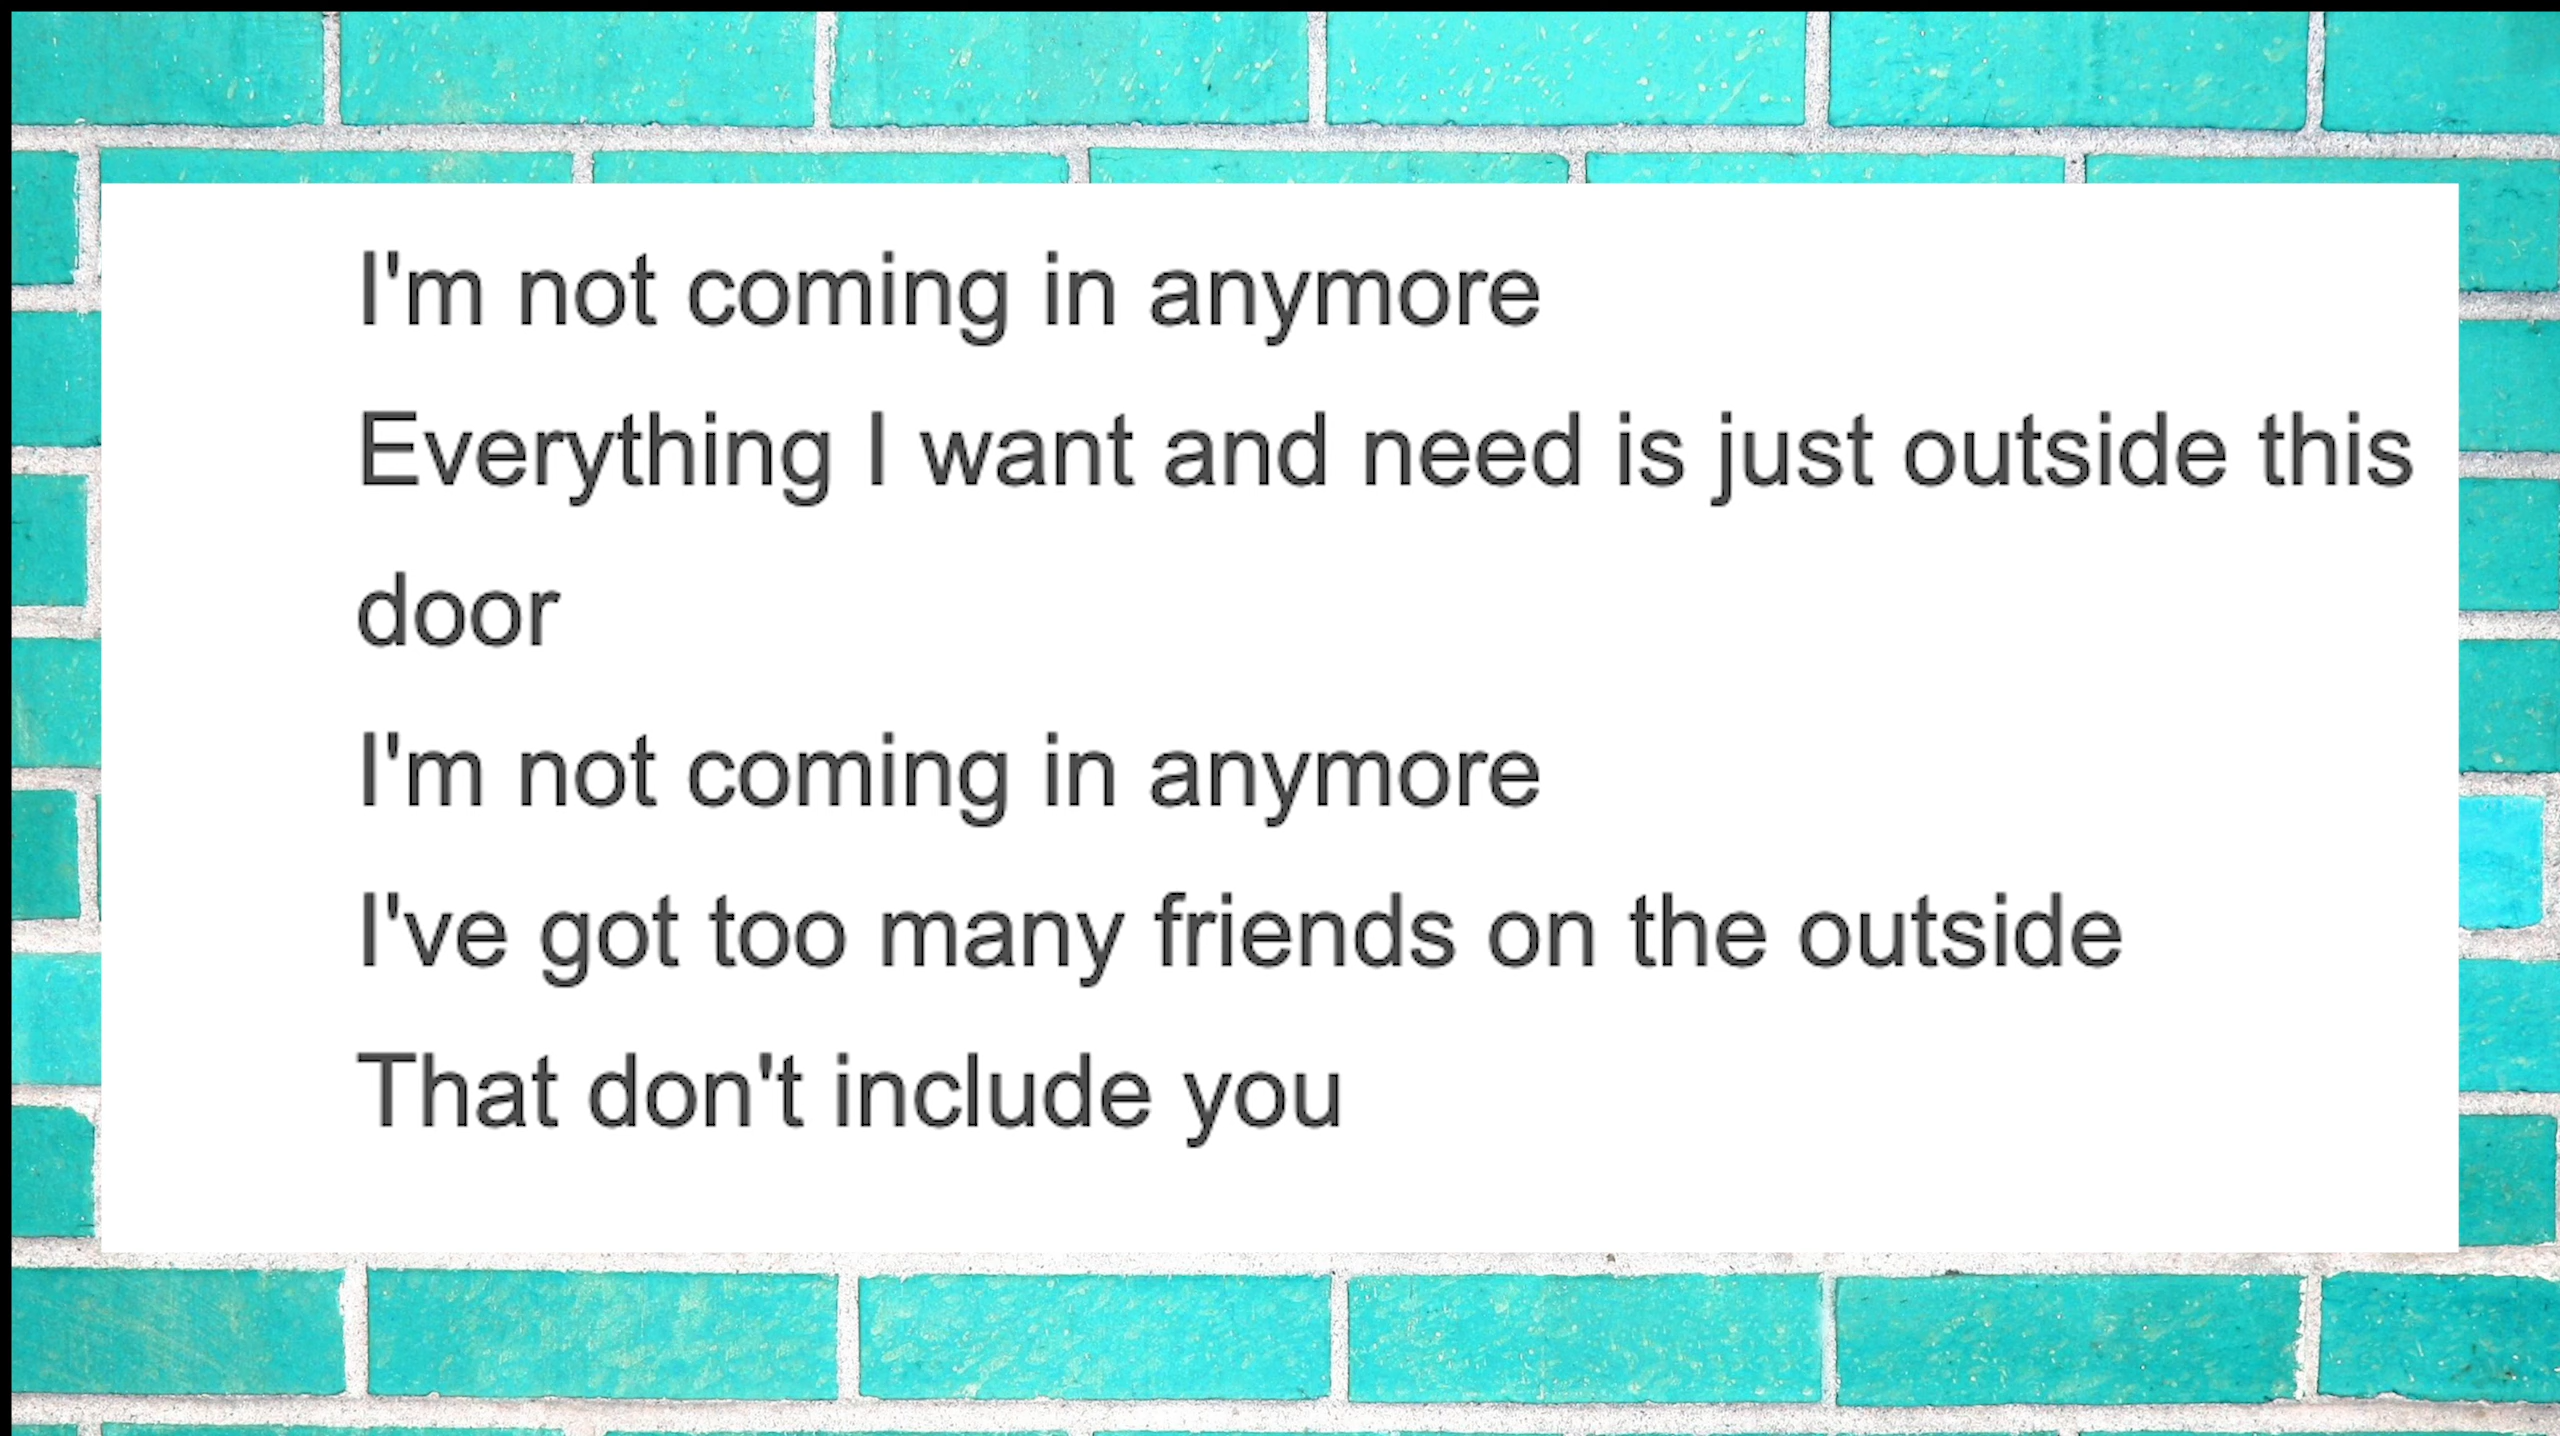 I'm not coming in anymore
Everything I want and need is just outside this
door
I'm not coming in anymore
I've got too many friends on the outside
That don't include you